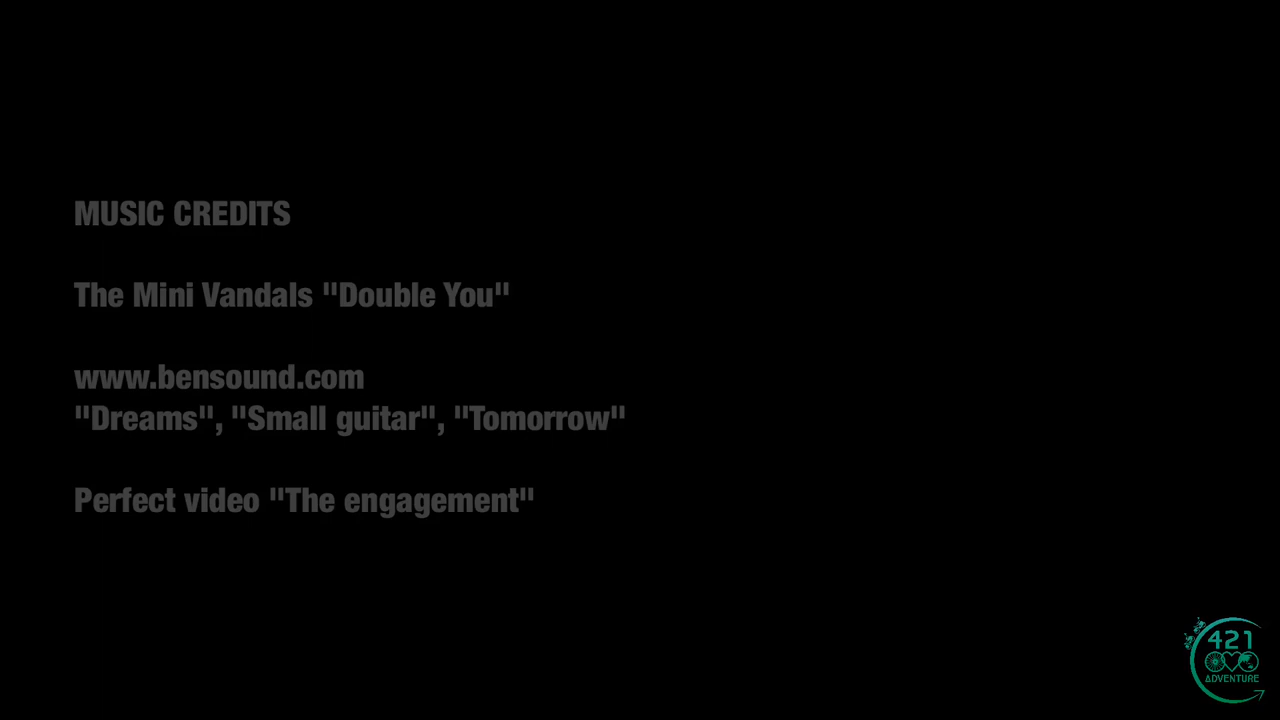 MUSIC CREDITS
The Mini Vandals "Double You"
www.bensound.com
"Dreams", "Small guitar", "Tomorrow"
Perfect video "The engagement"
421
ADVENTURE